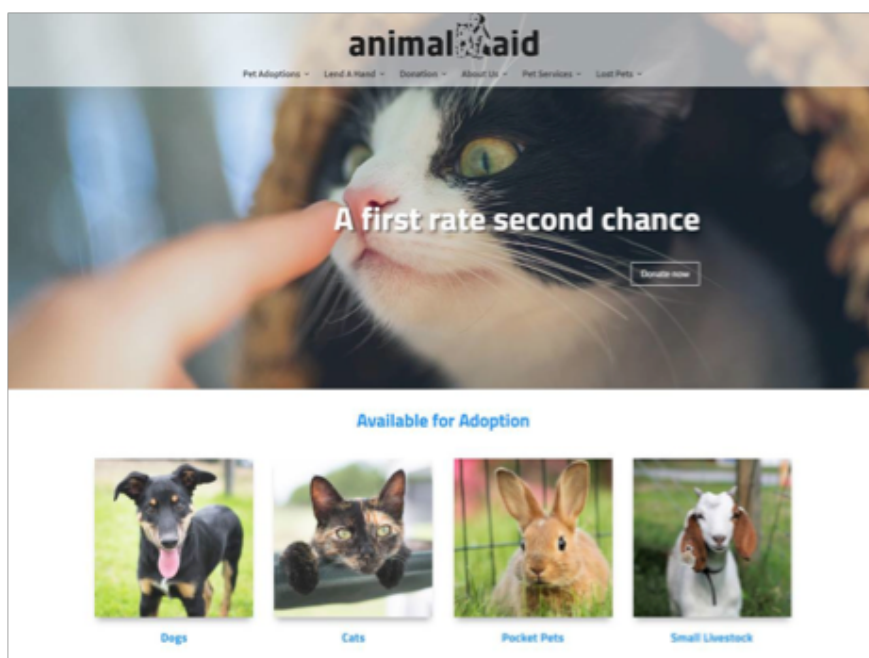 animal aid
Pet Adoptions Lend A Hand Donation About Us Pet Services Lost Pets
A first rate second chance
Donate now
Available for Adoption
Dogs Cats Pocket Pets Small Livestock